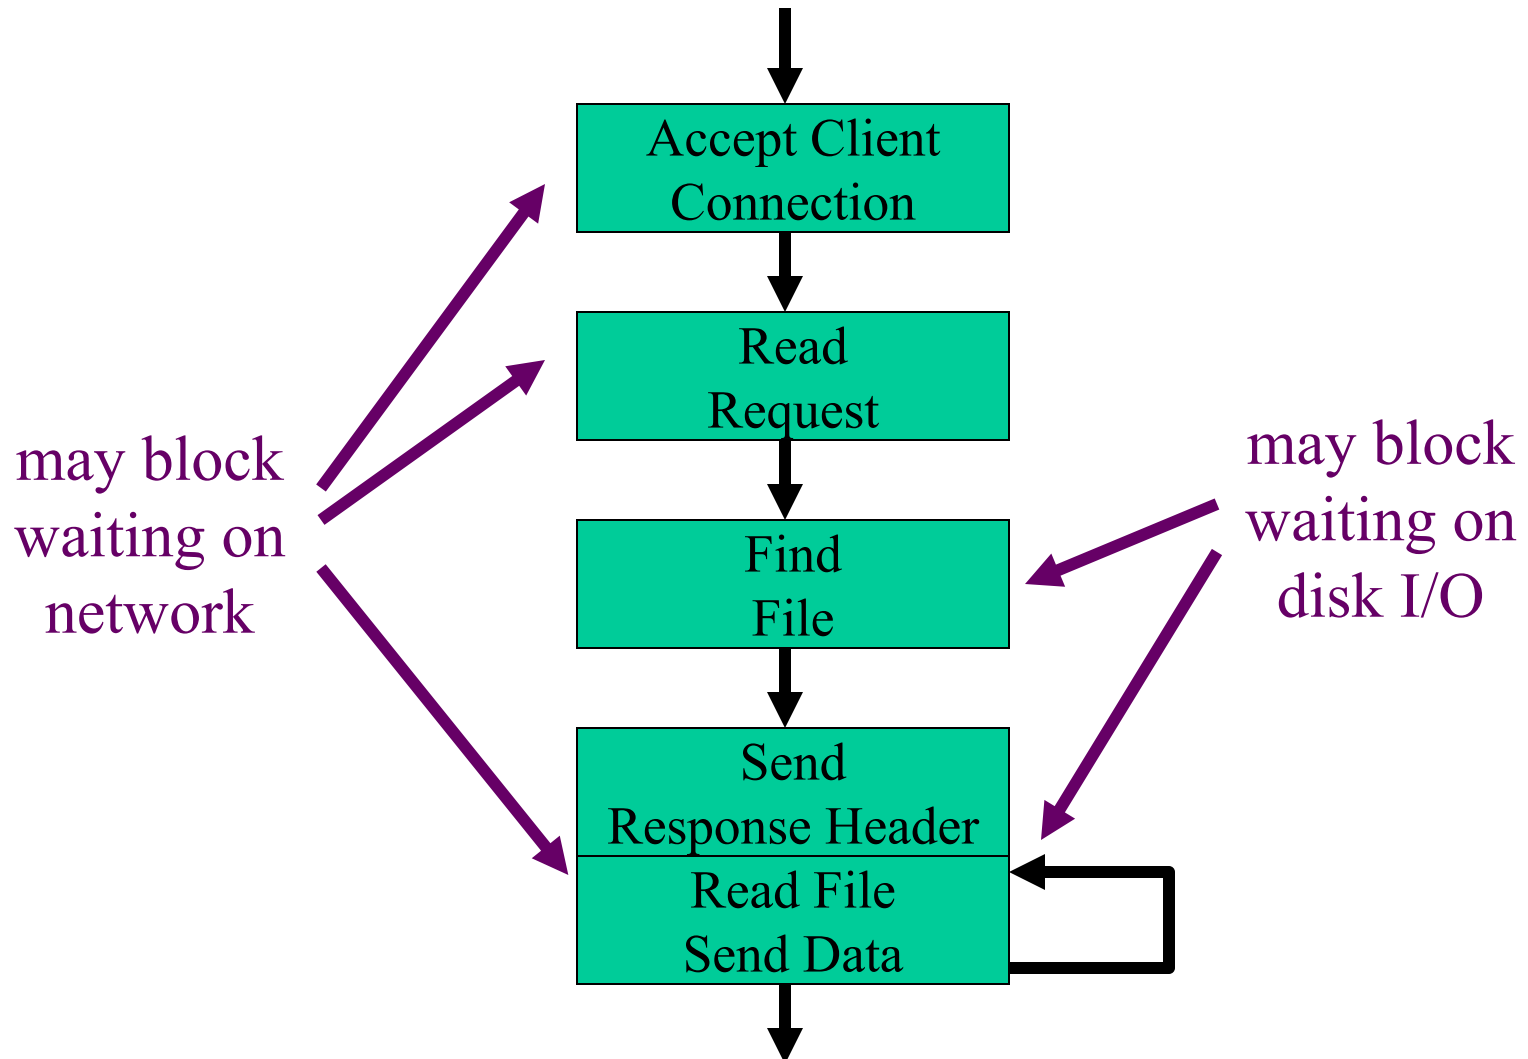 Accept Client
Connection
Read
Request
may block
waiting on
network
may block
waiting on
disk I/O
Find
File
Send
Response Header
Read File
Send Data